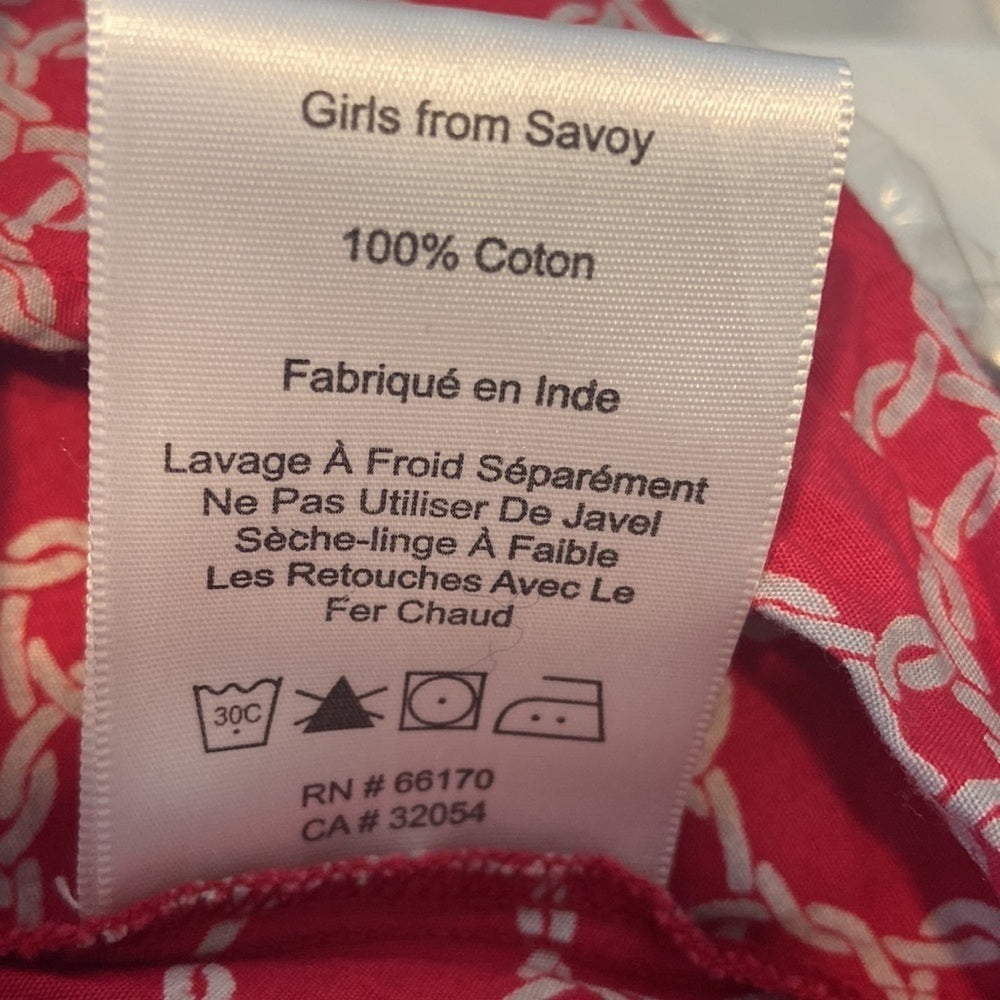 Girls from Savoy
100% Coton
Fabriqué en Inde
Lavage À Froid Séparément
Ne Pas Utiliser De Javel
Sèche-linge À Faible
Les Retouches Avec Le
Fer Chaud
30C
RN # 66170
CA # 32054